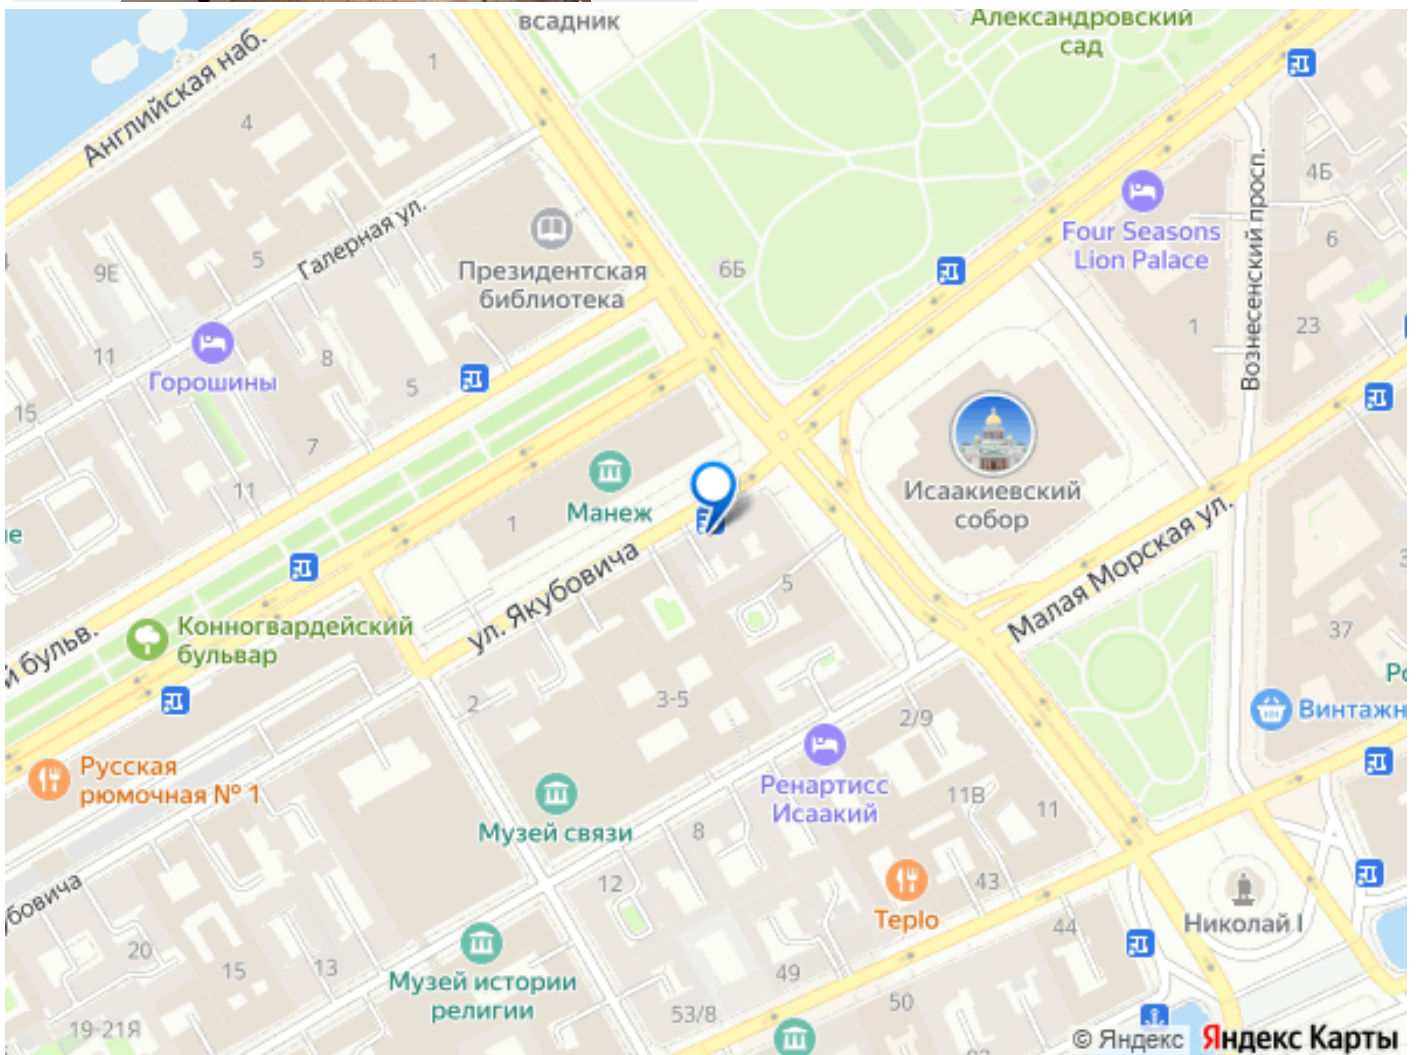 всадник
Александровский
сад
1
Английская наб.
4
4Б
Four Seasons
Lion Palace
Вознесенский просп.
6
Галерная ул.
5
9Е
Президентская
библиотека
6Б
1
23
11
8
Горошины
5
15
7
11
Исаакиевский
собор
Манеж
1
е
ул. Якубовича
5
Малая Морская ул.
й бульв.
Конногвардейский
бульвар
37
2
3-5
2/9
Винтажн
Русская
рюмочная № 1
Ренартисс
Исаакий
11В
11
Музей связи
8
12
43
Teplo
44
Николай I
кубовича
20
15
13
Музей истории
религии
49
50
53/8
19-21Я
© Яндекс Яндекс Карты